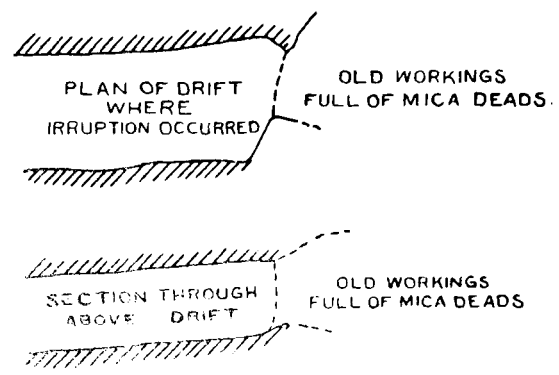 PLAN OF DRIFT
WHERE
IRRUPTION OCCURRED
OLD WORKINGS
FULL OF MICA DEADS.
SECTION THROUGH
ABOVE DRIFT
OLD WORKINGS
FULL OF MICA DEADS